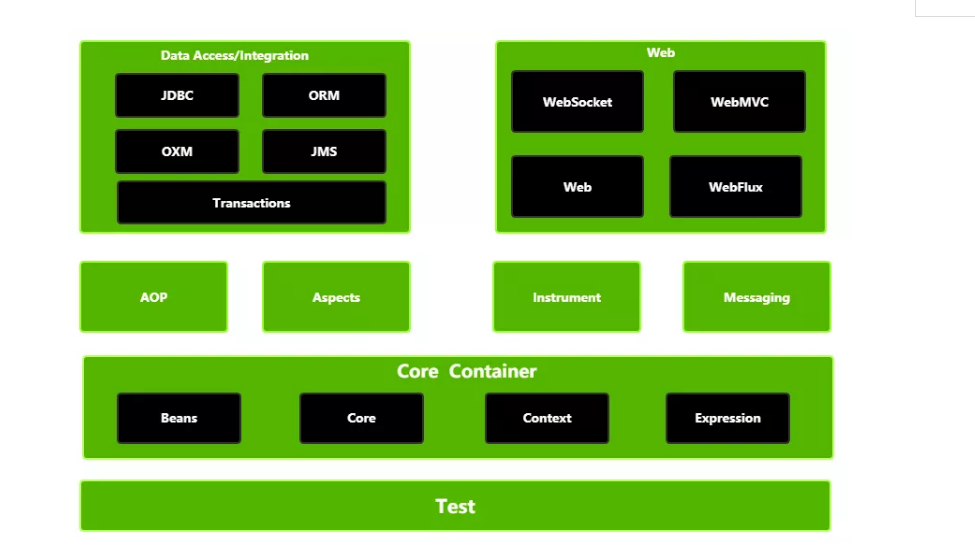 Data Access/Integration
JDBC
ORM
OXM
JMS
Transactions
Web
WebSocket
WebMVC
Web
WebFlux
AOP
Aspects
Instrument
Messaging
Core Container
Beans
Core
Context
Expression
Test